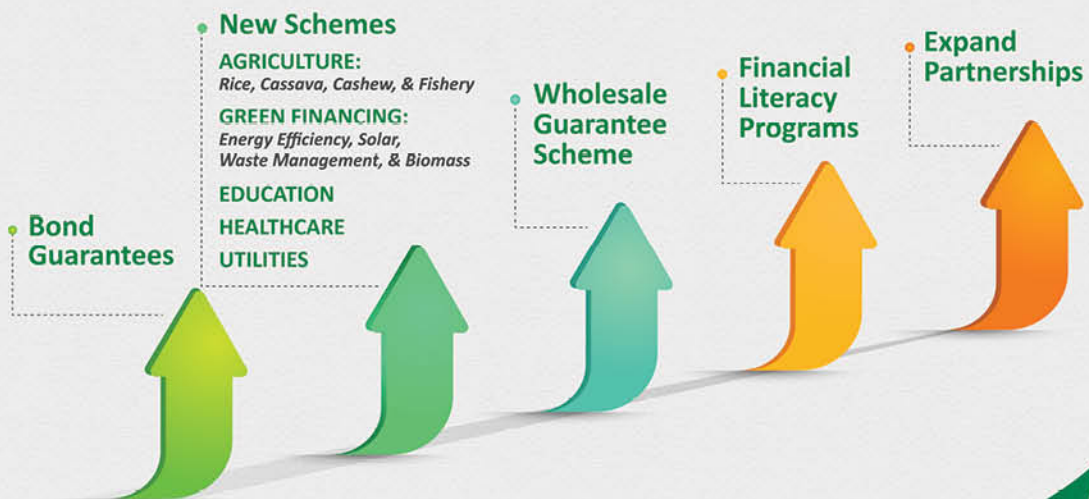 Bond
Guarantees
New Schemes
AGRICULTURE:
Rice, Cassava, Cashew, & Fishery
GREEN FINANCING:
Energy Efficiency, Solar,
Waste Management, & Biomass
EDUCATION
HEALTHCARE
UTILITIES
Wholesale
Guarantee
Scheme
Financial
Literacy
Programs
Expand
Partnerships